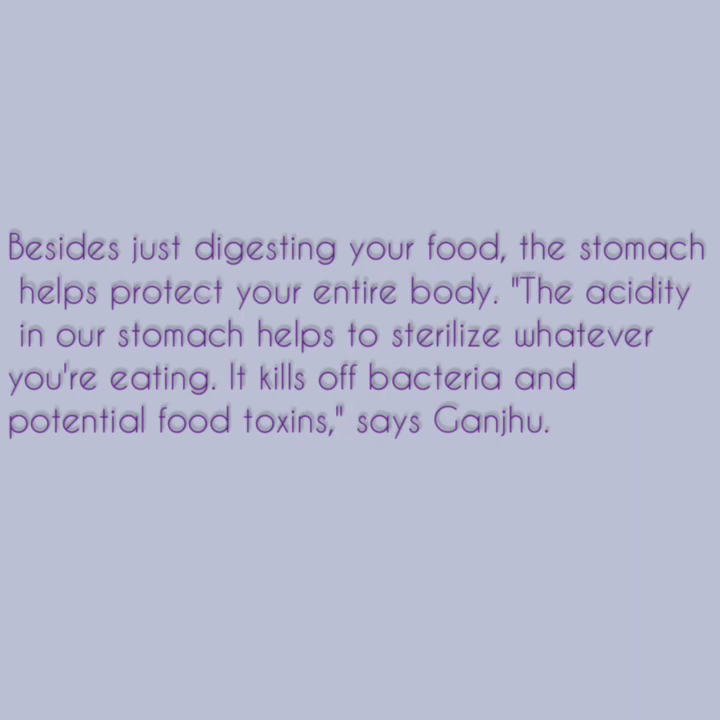 Besides just digesting your food, the stomach
helps protect your entire body. "The acidity
in our stomach helps to sterilize whatever
you're eating. It kills off bacteria and
potential food toxins," says Ganjhu.